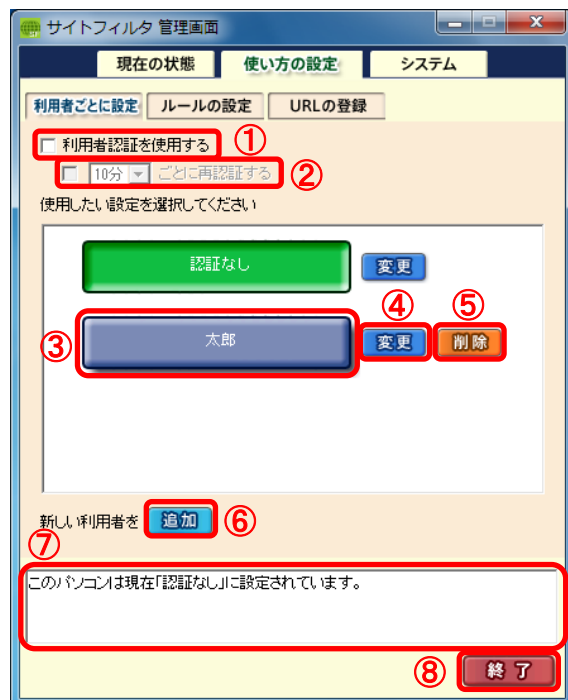 サイトフィルタ 管理画面
現在の状態 使い方の設定 システム
利用者ごとに設定 ルールの設定 URLの登録
利用者認証を使用する ①
10分 ごとに再認証する ②
使用したい設定を選択してください
認証なし 変更
④ ⑤
③ 太郎 変更 削除
新しい利用者を 追加 ⑥
⑦
このパソコンは現在「認証なし」に設定されています。
⑧ 終了